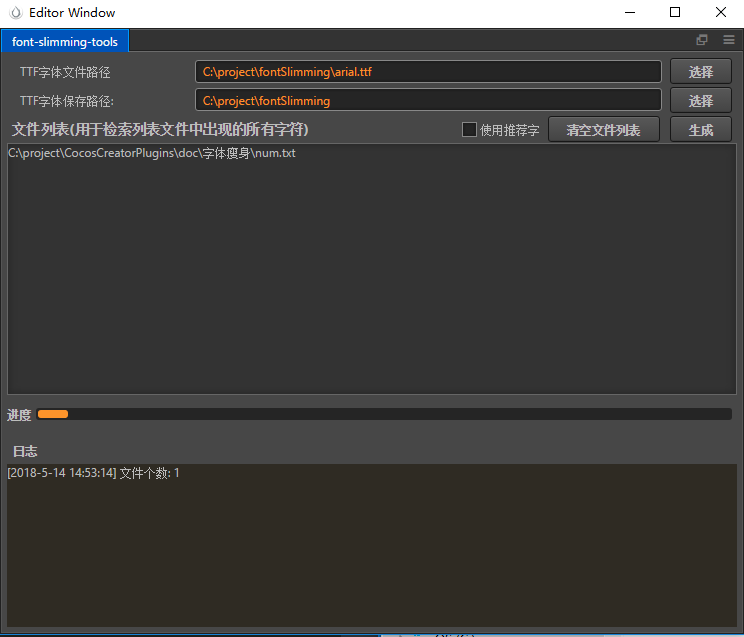 Editor Window
font-slimming-tools
TTF字体文件路径 C:\project\fontSlimming\arial.ttf 选择
TTF字体保存路径: C:\project\fontSlimming 选择
文件列表(用于检索列表文件中出现的所有字符) 使用推荐字 清空文件列表 生成
C:\project\CocosCreatorPlugins\doc\字体瘦身\num.txt
进度
日志
[2018-5-14 14:53:14] 文件个数: 1